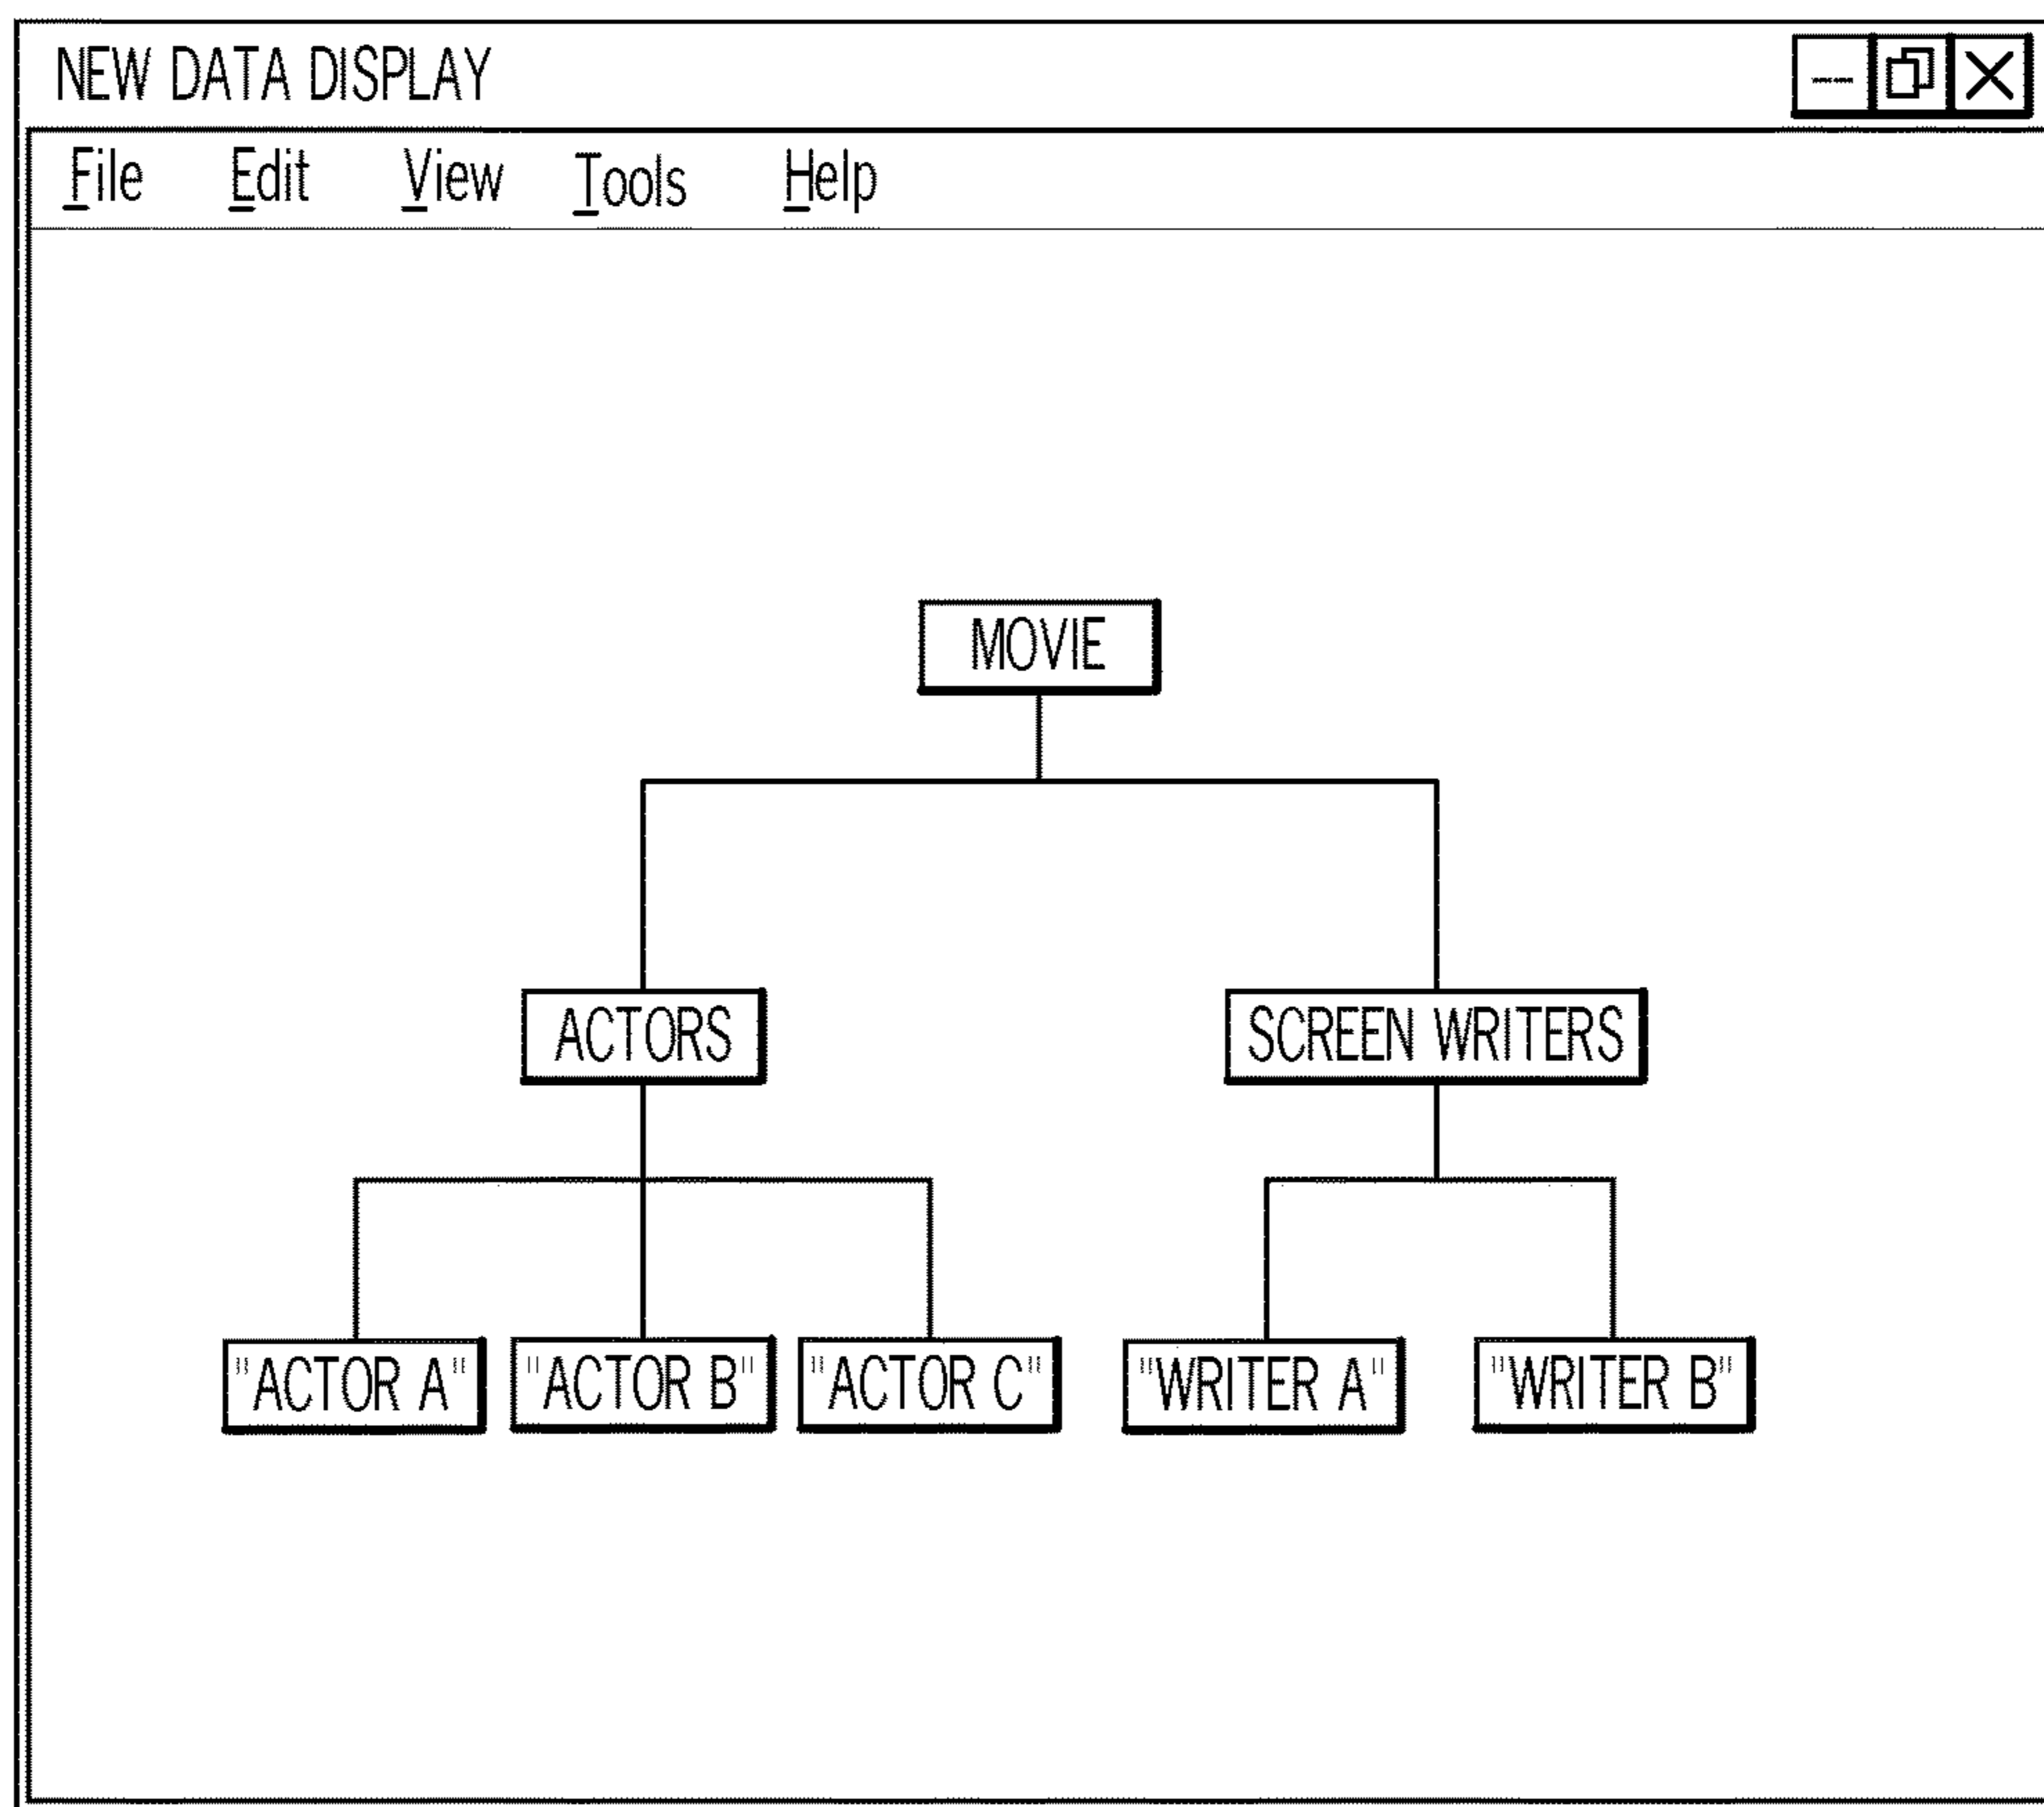 NEW DATA DISPLAY
File Edit View Tools Help
MOVIE
ACTORS SCREEN WRITERS
"ACTOR A" "ACTOR B" "ACTOR C" "WRITER A" "WRITER B"